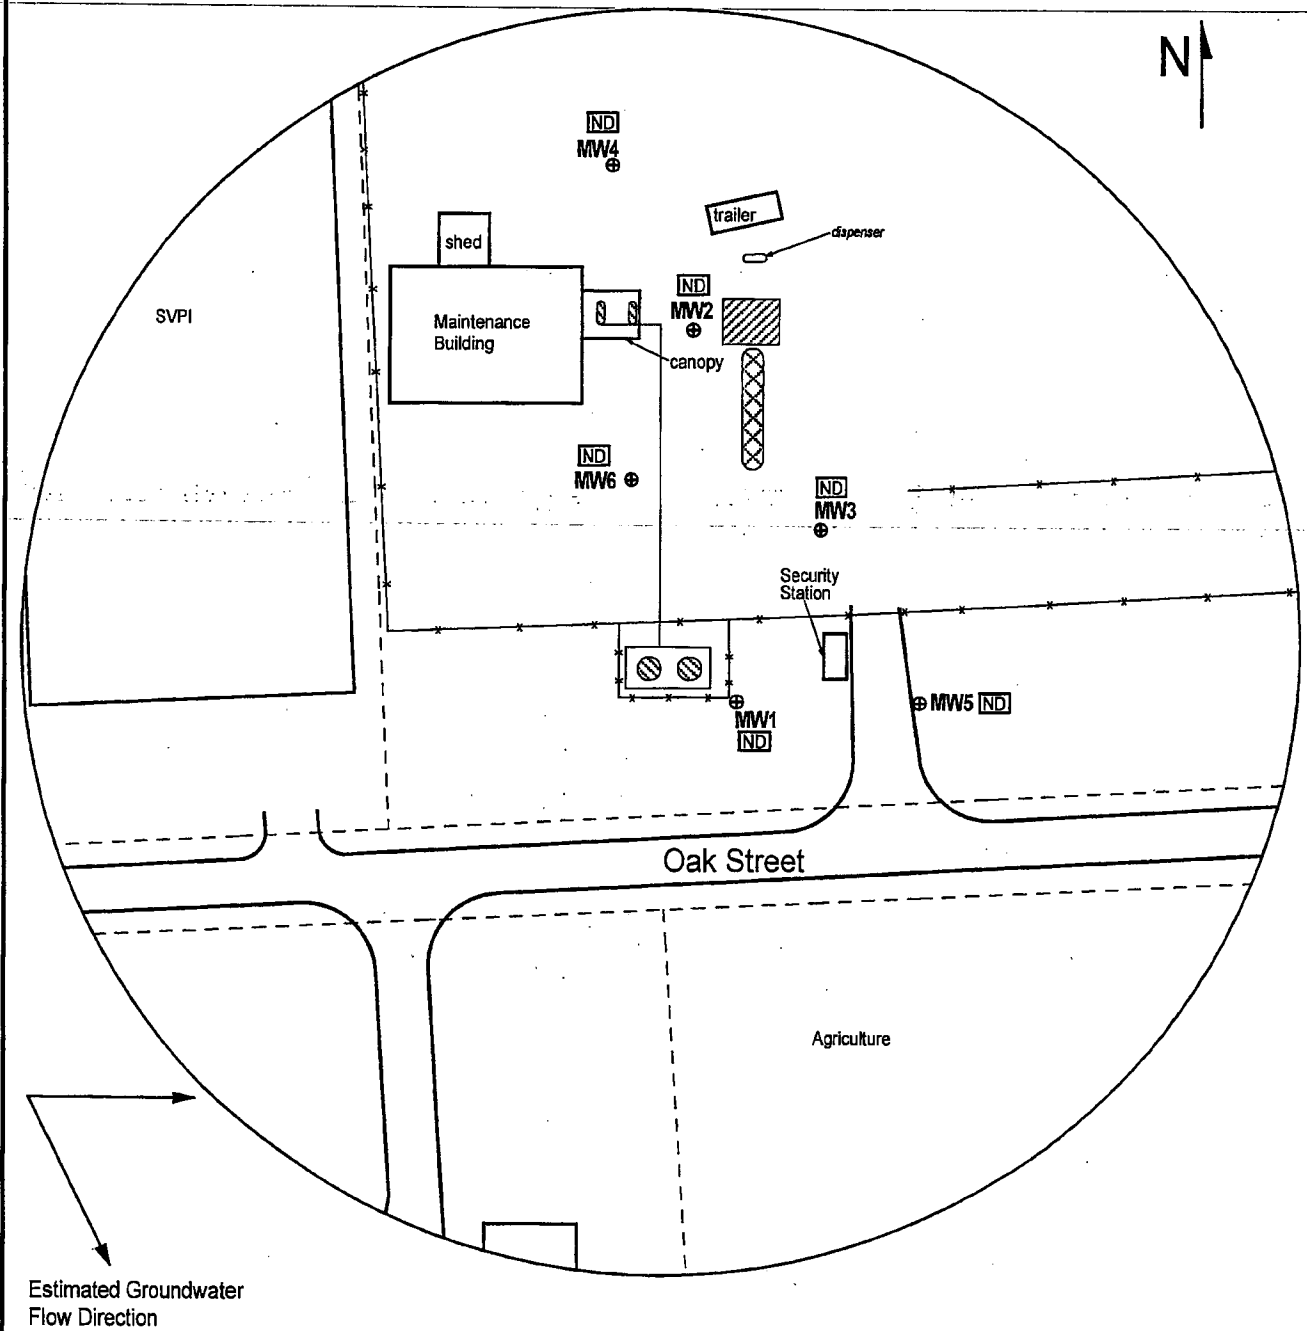 N
ND
MW4
trailer
dispenser
shed
SVPI
ND
MW2
Maintenance
Building
canopy
ND
MW6
ND
MW3
Security
Station
MW5 ND
MW1
ND
Oak Street
Agriculture
Estimated Groundwater
Flow Direction